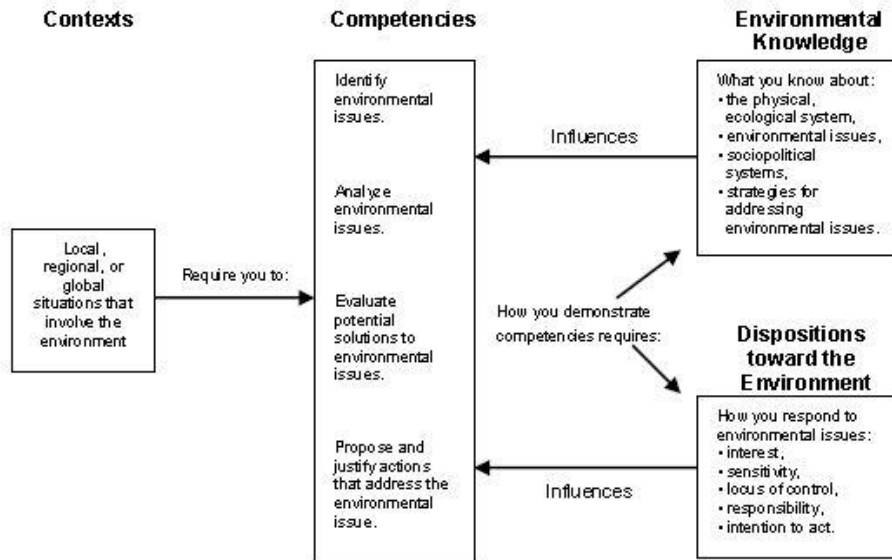 Contexts
Competencies
Environmental
Knowledge
Local,
regional, or
global
situations that
involve the
environment
Require you to:
Identify
environmental
issues.
Analyze
environmental
issues.
Evaluate
potential
solutions to
environmental
issues.
Propose and
justify actions
that address the
environmental
issue.
Influences
What you know about:
• the physical,
ecological system,
• environmental issues,
• sociopolitical
systems,
• strategies for
addressing
environmental issues.
How you demonstrate
competencies requires:
Dispositions
toward the
Environment
How you respond to
environmental issues:
• interest,
• sensitivity,
• locus of control,
• responsibility,
• intention to act.
Influences